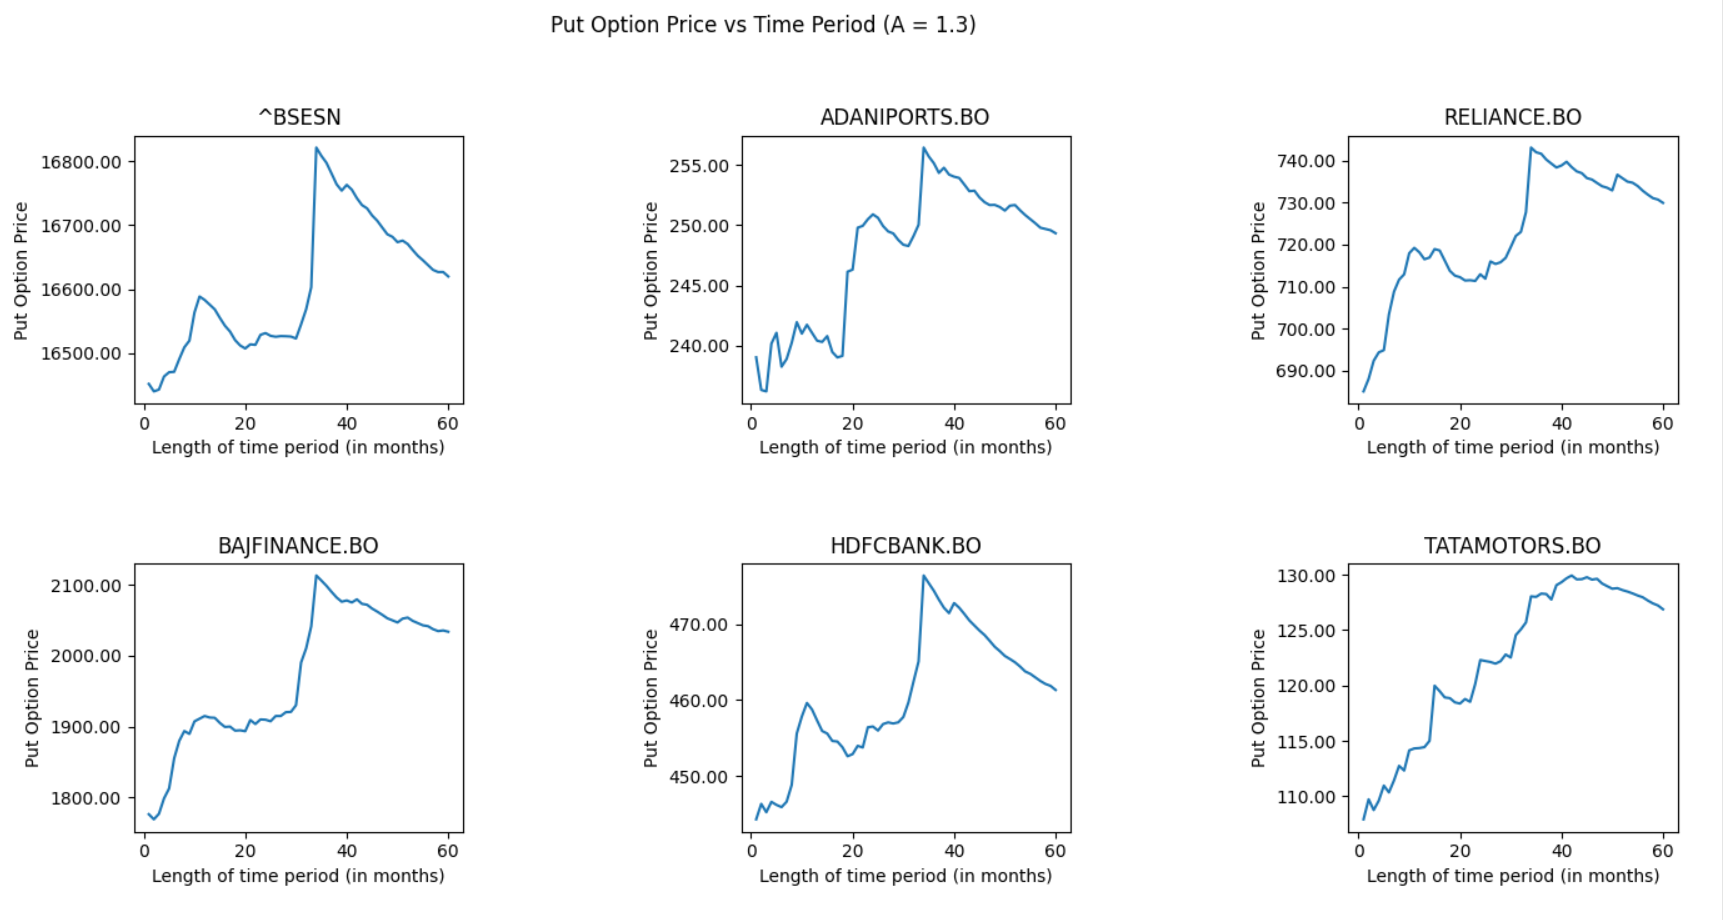 Put Option Price vs Time Period (A = 1.3)
^BSESN
16800.00
16700.00
16600.00
16500.00
Put Option Price
0 20 40 60
Length of time period (in months)
ADANIPORTS.BO
255.00
250.00
245.00
240.00
Put Option Price
0 20 40 60
Length of time period (in months)
RELIANCE.BO
740.00
730.00
720.00
710.00
700.00
690.00
Put Option Price
0 20 40 60
Length of time period (in months)
BAJFINANCE.BO
2100.00
2000.00
1900.00
1800.00
Put Option Price
0 20 40 60
Length of time period (in months)
HDFCBANK.BO
470.00
460.00
450.00
Put Option Price
0 20 40 60
Length of time period (in months)
TATAMOTORS.BO
130.00
125.00
120.00
115.00
110.00
Put Option Price
0 20 40 60
Length of time period (in months)